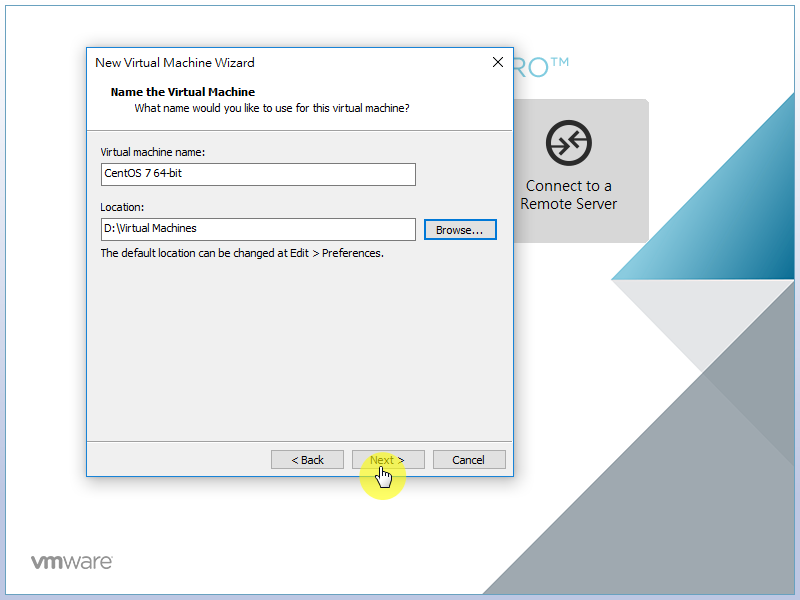 New Virtual Machine Wizard
RO™
Name the Virtual Machine
What name would you like to use for this virtual machine?
Virtual machine name:
CentOS 7 64-bit
Location:
D:\Virtual Machines
Browse...
The default location can be changed at Edit > Preferences.
Connect to a
Remote Server
< Back
Next >
Cancel
vmware